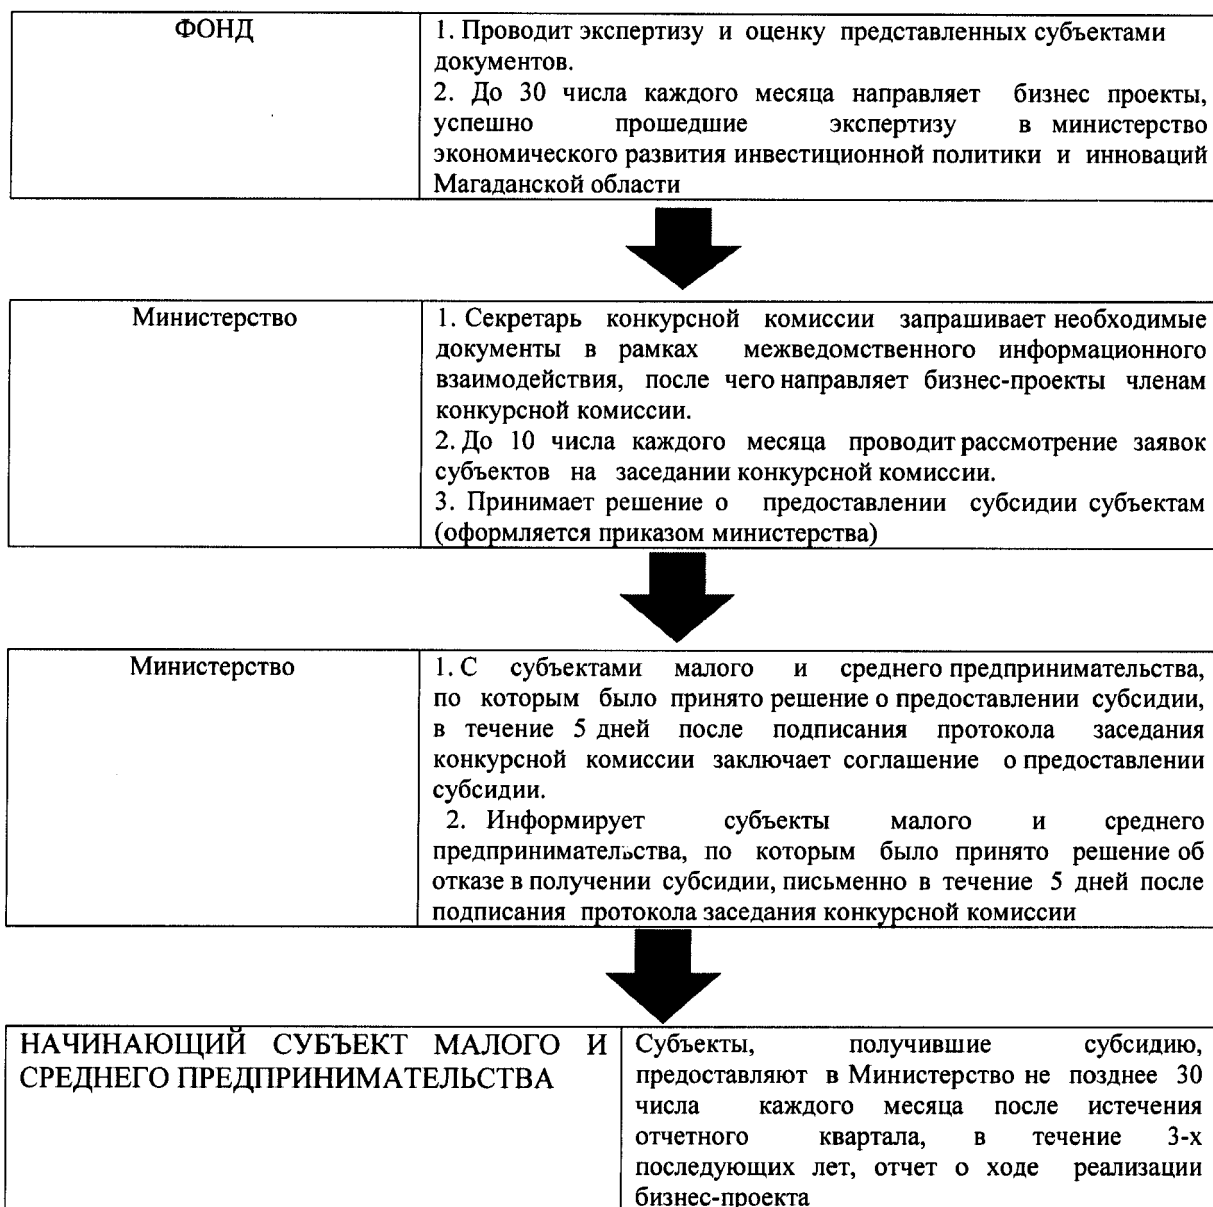 ФОНД
1. Проводит экспертизу и оценку представленных субъектами
документов.
2. До 30 числа каждого месяца направляет бизнес проекты,
успешно прошедшие экспертизу в министерство
экономического развития инвестиционной политики и инноваций
Магаданской области
Министерство
1. Секретарь конкурсной комиссии запрашивает необходимые
документы в рамках межведомственного информационного
взаимодействия, после чего направляет бизнес-проекты членам
конкурсной комиссии.
2. До 10 числа каждого месяца проводит рассмотрение заявок
субъектов на заседании конкурсной комиссии.
3. Принимает решение о предоставлении субсидии субъектам
(оформляется приказом министерства)
Министерство
1. С субъектами малого и среднего предпринимательства,
по которым было принято решение о предоставлении субсидии,
в течение 5 дней после подписания протокола заседания
конкурсной комиссии заключает соглашение о предоставлении
субсидии.
2. Информирует субъекты малого и среднего
предпринимательства, по которым было принято решение об
отказе в получении субсидии, письменно в течение 5 дней после
подписания протокола заседания конкурсной комиссии
НАЧИНАЮЩИЙ СУБЪЕКТ МАЛОГО И
СРЕДНЕГО ПРЕДПРИНИМАТЕЛЬСТВА
Субъекты, получившие субсидию,
предоставляют в Министерство не позднее 30
числа каждого месяца после истечения
отчетного квартала, в течение 3-х
последующих лет, отчет о ходе реализации
бизнес-проекта